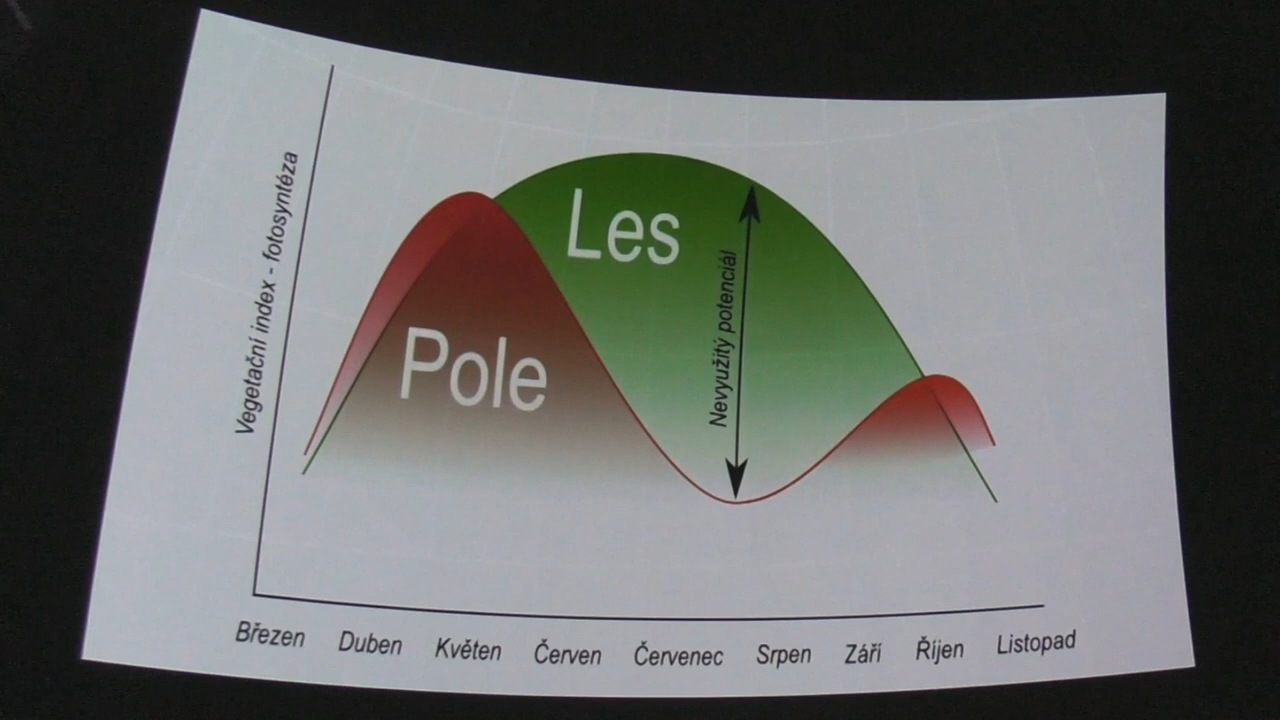 Vegetační index - fotosyntéza
Les
Pole
Nevyužitý potenciál
Březen Duben Květen Červen Červenec Srpen Září Říjen Listopad